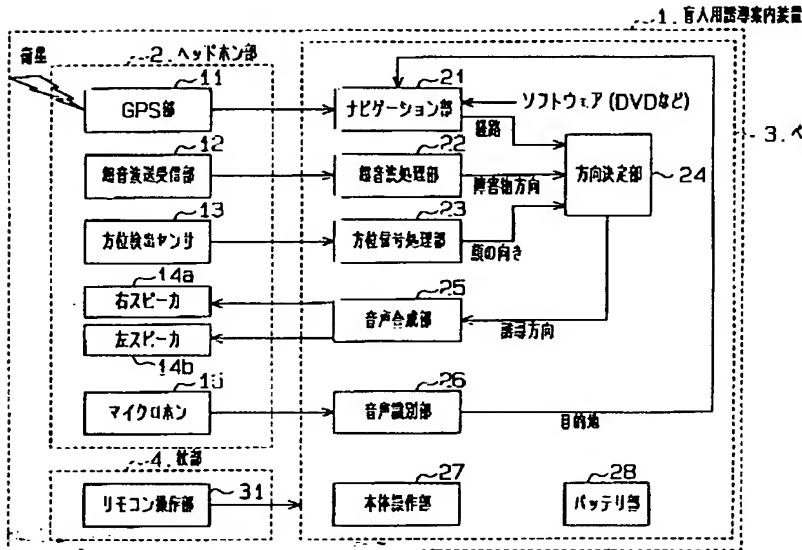 1.盲人用誘導案内装置
衛星
2.ヘッドホン部
3.ベ
11
GPS部
21
ナビゲーション部
ソフトウェア(DVDなど)
経路
12
超音波送受信部
22
超音波処理部
障害物方向
方向決定部
24
13
方位検出センサ
23
方位信号処理部
頭の向き
14a
右スピーカ
左スピーカ
14b
25
音声合成部
誘導方向
15
マイクロホン
26
音声識別部
目的地
4.杖部
リモコン操作部
31
27
本体操作部
28
バッテリ部